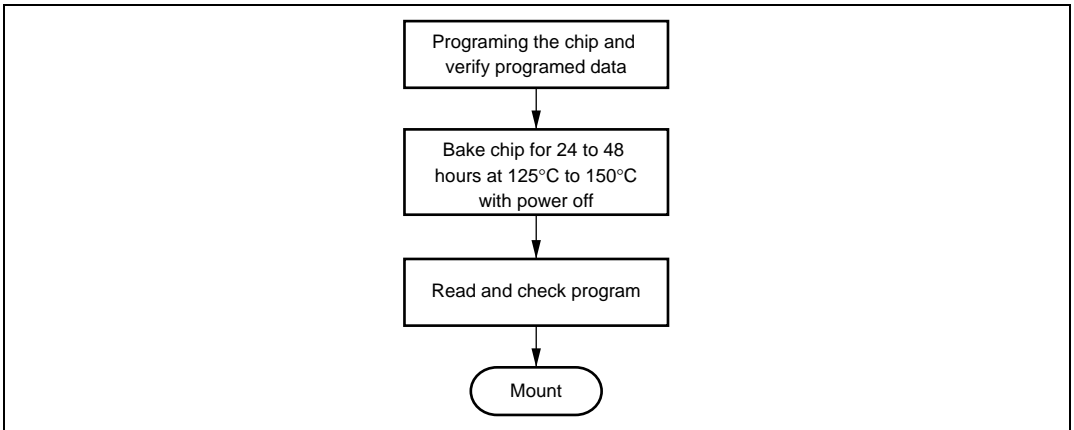 Programing the chip and
verify programed data
Bake chip for 24 to 48
hours at 125°C to 150°C
with power off
Read and check program
Mount